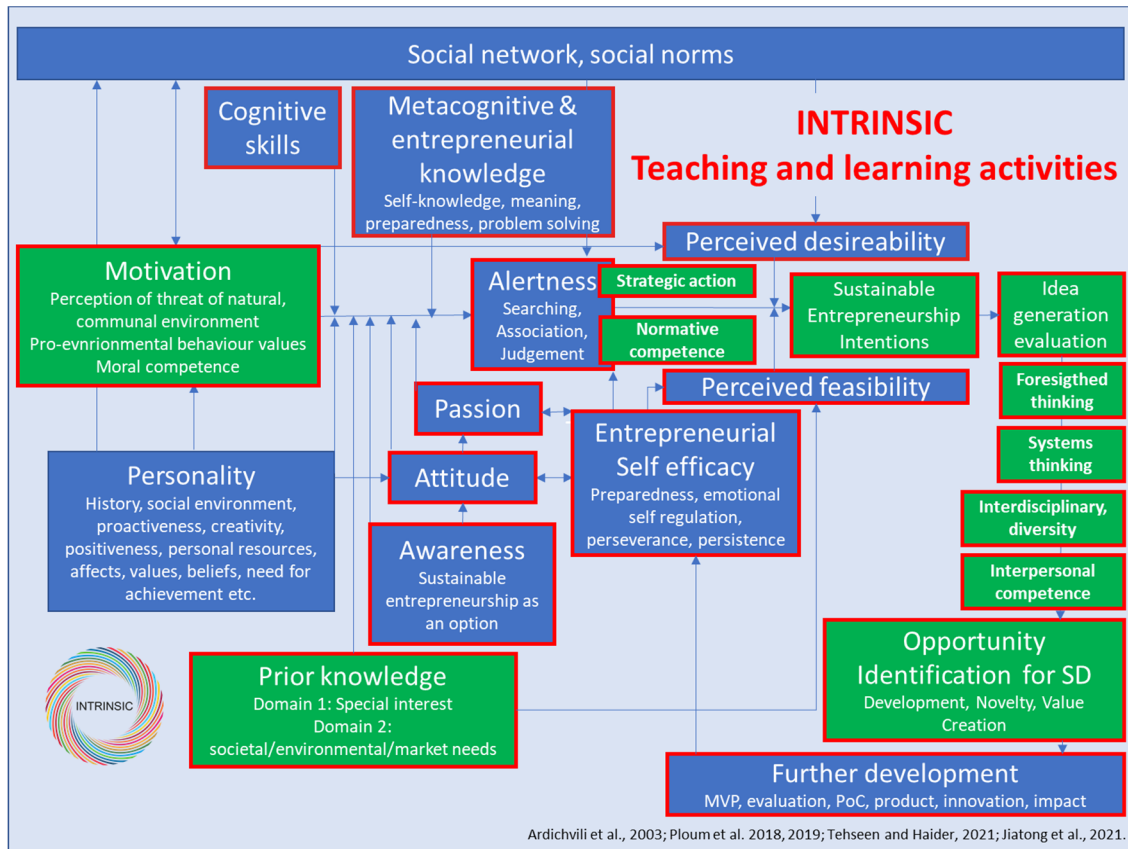 Social network, social norms
Cognitive
skills
Metacognitive &
entrepreneurial
knowledge
Self-knowledge, meaning,
preparedness, problem solving
INTRINSIC
Teaching and learning activities
Perceived desireability
Motivation
Perception of threat of natural,
communal environment
Pro-evnrionmental behaviour values
Moral competence
Alertness
Searching,
Association,
Judgement
Strategic action
Normative
competence
Sustainable
Entrepreneurship
Intentions
Idea
generation
evaluation
Perceived feasibility
Foresigthed
thinking
Passion
Entrepreneurial
Self efficacy
Preparedness, emotional
self regulation,
perseverance, persistence
Systems
thinking
Attitude
Personality
History, social environment,
proactiveness, creativity,
positiveness, personal resources,
affects, values, beliefs, need for
achievement etc.
Interdisciplinary,
diversity
Awareness
Sustainable
entrepreneurship as
an option
Interpersonal
competence
Opportunity
Identification for SD
Development, Novelty, Value
Creation
INTRINSIC
Prior knowledge
Domain 1: Special interest
Domain 2:
societal/environmental/market needs
Further development
MVP, evaluation, PoC, product, innovation, impact
Ardichvili et al., 2003; Ploum et al. 2018, 2019; Tehseen and Haider, 2021; Jiatong et al., 2021.